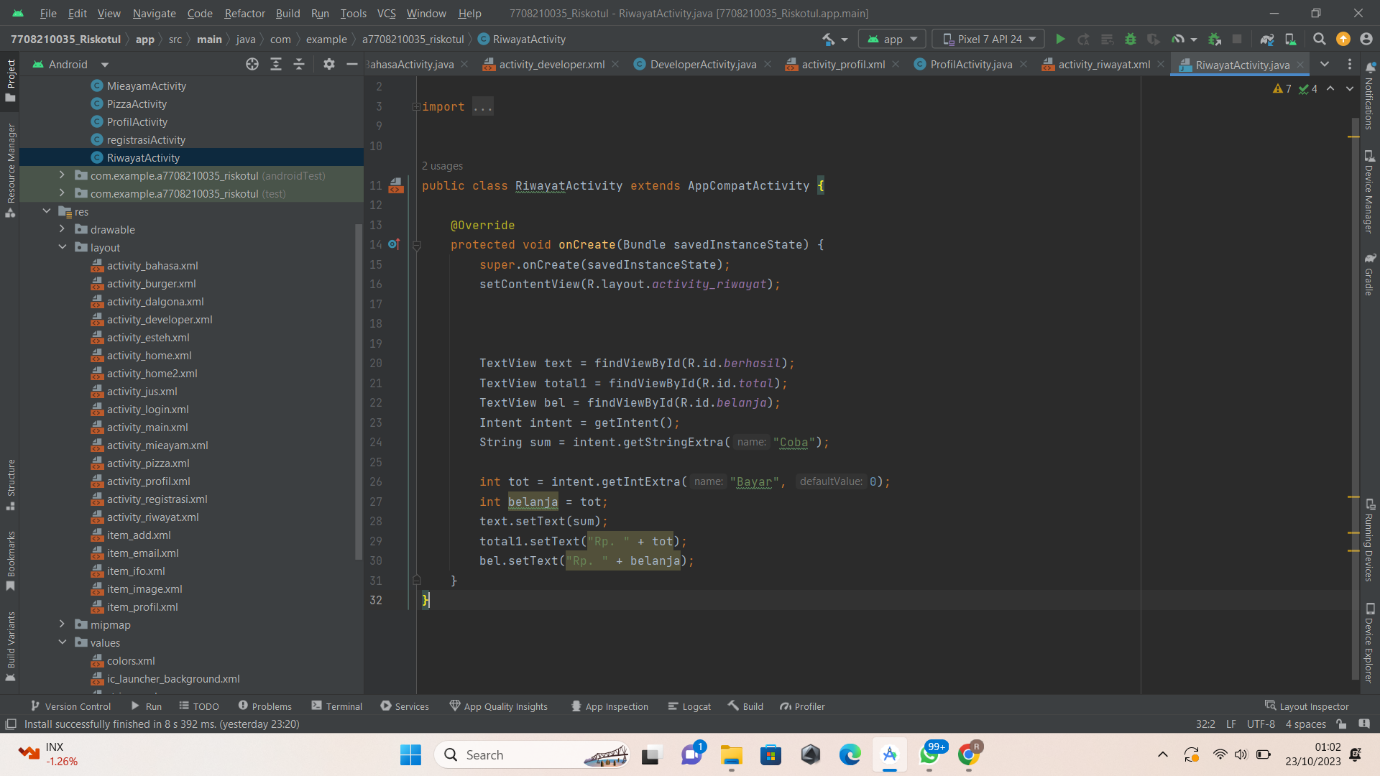 File Edit View Navigate Code Refactor Build Run Tools VCS Window Help 7708210035_Riskotul - RiwayatActivity.java [7708210035_Riskotul.app.main]
7708210035_Riskotul app src main java com example a7708210035_riskotul RiwayatActivity app Pixel 7 API 24
Android
BahasaActivity.java activity_developer.xml DeveloperActivity.java activity_profil.xml ProfilActivity.java activity_riwayat.xml RiwayatActivity.java
Project
Resource Manager
Structure
Bookmarks
Build Variants
MieayamActivity
PizzaActivity
ProfilActivity
registrasiActivity
RiwayatActivity
com.example.a7708210035_riskotul (androidTest)
com.example.a7708210035_riskotul (test)
res
drawable
layout
activity_bahasa.xml
activity_burger.xml
activity_dalgona.xml
activity_developer.xml
activity_esteh.xml
activity_home.xml
activity_home2.xml
activity_jus.xml
activity_login.xml
activity_main.xml
activity_mieayam.xml
activity_pizza.xml
activity_profil.xml
activity_registrasi.xml
activity_riwayat.xml
item_add.xml
item_email.xml
item_ifo.xml
item_image.xml
item_profil.xml
mipmap
values
colors.xml
ic_launcher_background.xml
7 4
2
3 import ...
9
10
2 usages
11 public class RiwayatActivity extends AppCompatActivity {
12
13 @Override
14 protected void onCreate(Bundle savedInstanceState) {
15 super.onCreate(savedInstanceState);
16 setContentView(R.layout.activity_riwayat);
17
18
19
20 TextView text = findViewById(R.id.berhasil);
21 TextView total1 = findViewById(R.id.total);
22 TextView bel = findViewById(R.id.belanja);
23 Intent intent = getIntent();
24 String sum = intent.getStringExtra( name: "Coba");
25
26 int tot = intent.getIntExtra( name: "Bayar", defaultValue: 0);
27 int belanja = tot;
28 text.setText(sum);
29 total1.setText("Rp. " + tot);
30 bel.setText("Rp. " + belanja);
31 }
32 }
Notifications
Device Manager
Gradle
Running Devices
Device Explorer
Version Control Run TODO Problems Terminal Services App Quality Insights App Inspection Logcat Build Profiler Layout Inspector
Install successfully finished in 8 s 392 ms. (yesterday 23:20) 32:2 LF UTF-8 4 spaces
INX
-1.26%
Search
1
99+
R
01:02
23/10/2023